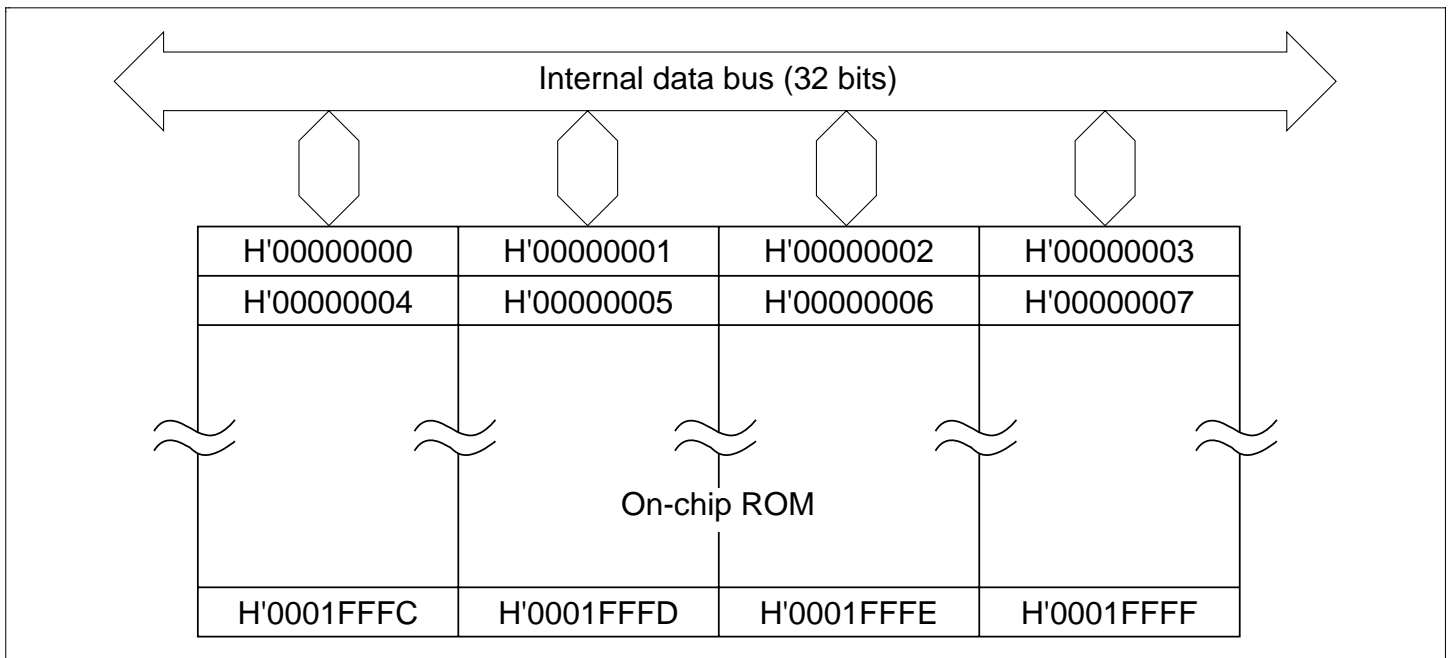 Internal data bus (32 bits)
H'00000000 H'00000001 H'00000002 H'00000003
H'00000004 H'00000005 H'00000006 H'00000007
On-chip ROM
H'0001FFFC H'0001FFFD H'0001FFFE H'0001FFFF